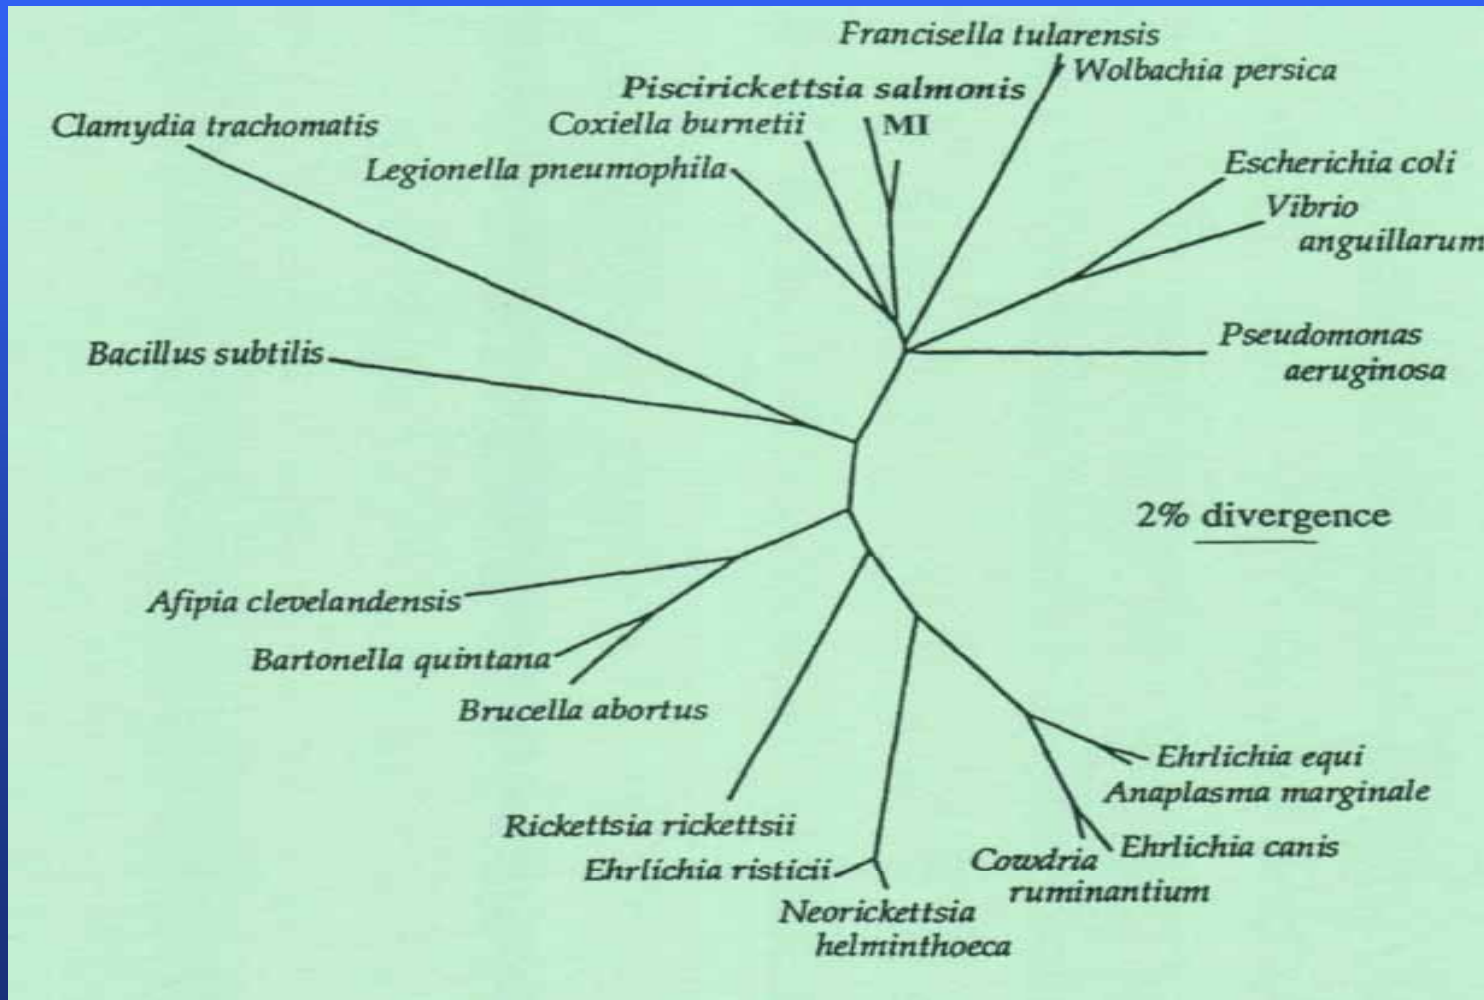 Francisella tularensis
Wolbachia persica
Piscirickettsia salmonis
Clamydia trachomatis
Coxiella burnetii
MI
Legionella pneumophila
Escherichia coli
Vibrio
anguillarum
Bacillus subtilis
Pseudomonas
aeruginosa
2% divergence
Afipia clevelandensis
Bartonella quintana
Brucella abortus
Ehrlichia equi
Anaplasma marginale
Rickettsia rickettsii
Ehrlichia risticii
Cowdria
ruminantium
Ehrlichia canis
Neorickettsia
helminthoeca